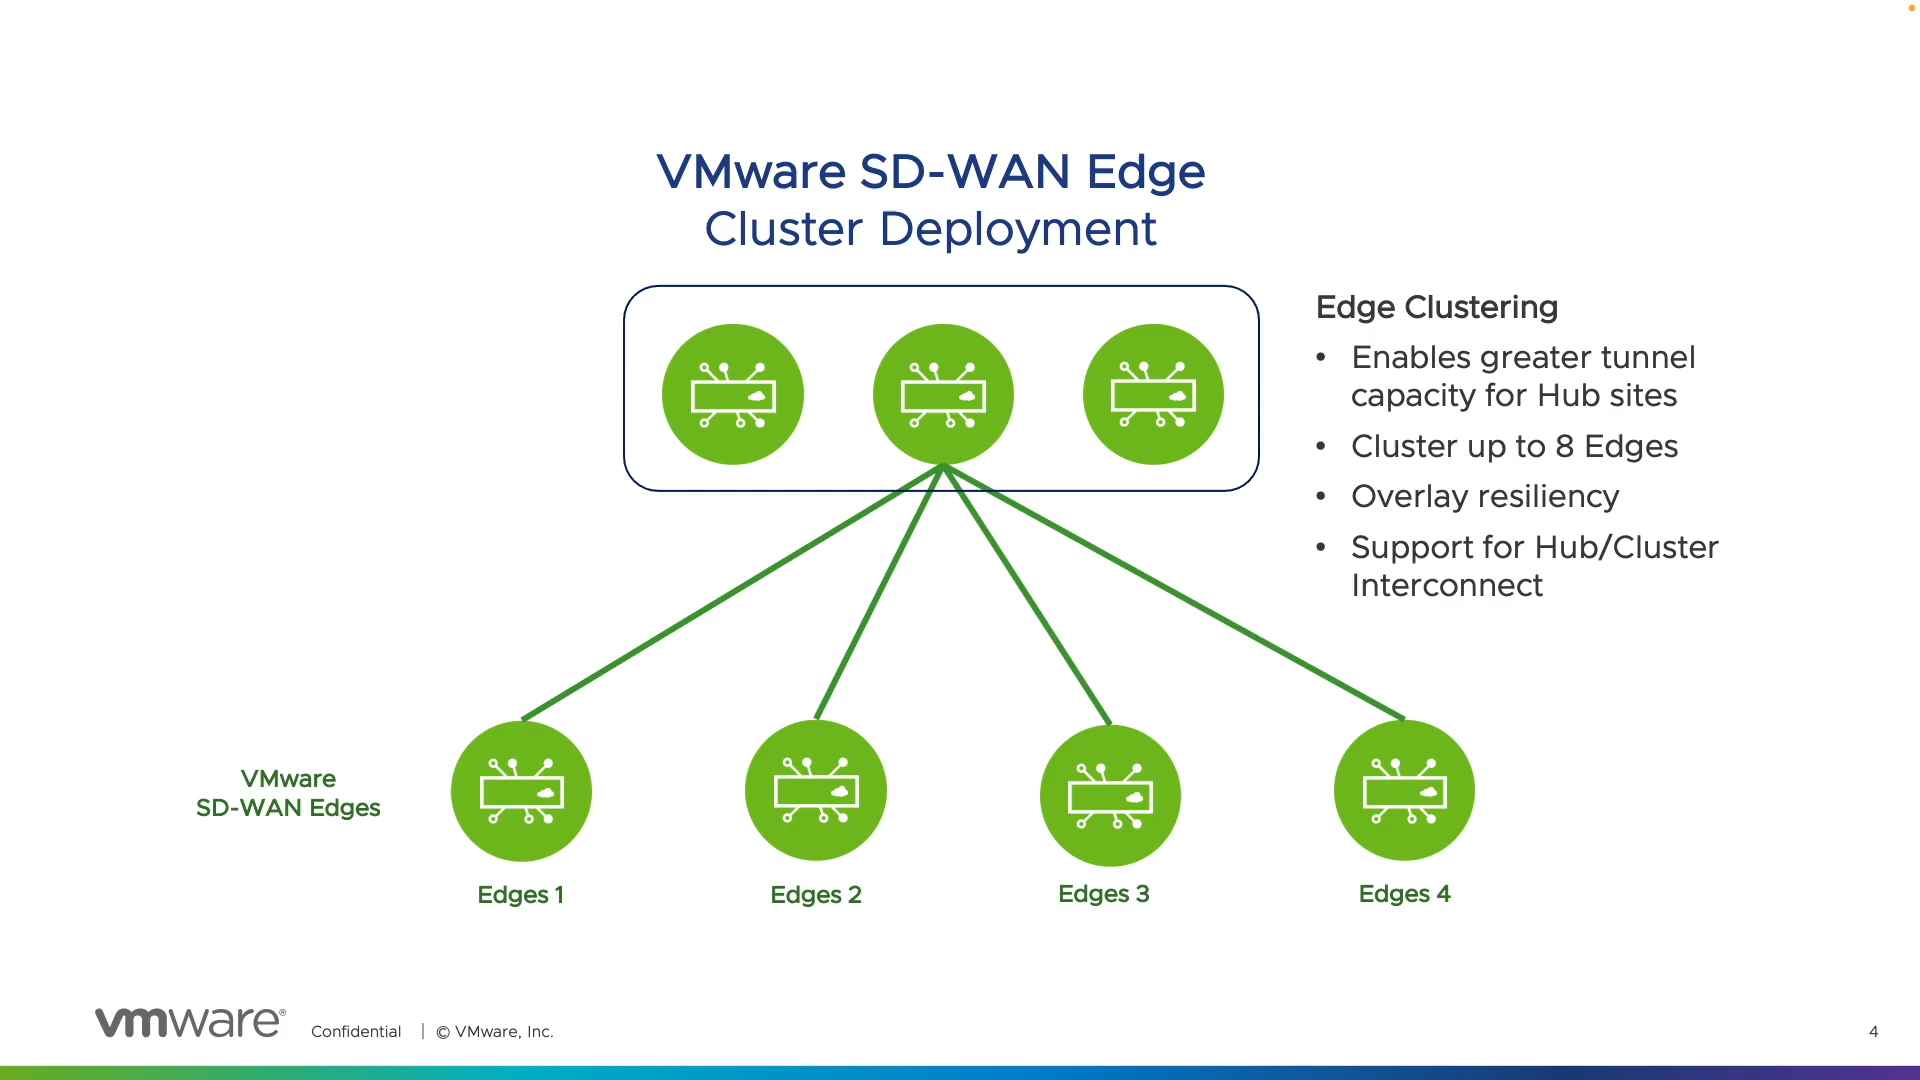 VMware SD-WAN Edge
Cluster Deployment
Edge Clustering
• Enables greater tunnel
capacity for Hub sites
• Cluster up to 8 Edges
• Overlay resiliency
• Support for Hub/Cluster
Interconnect
VMware
SD-WAN Edges
Edges 1
Edges 2
Edges 3
Edges 4
vmware®
Confidential | © VMware, Inc.
4